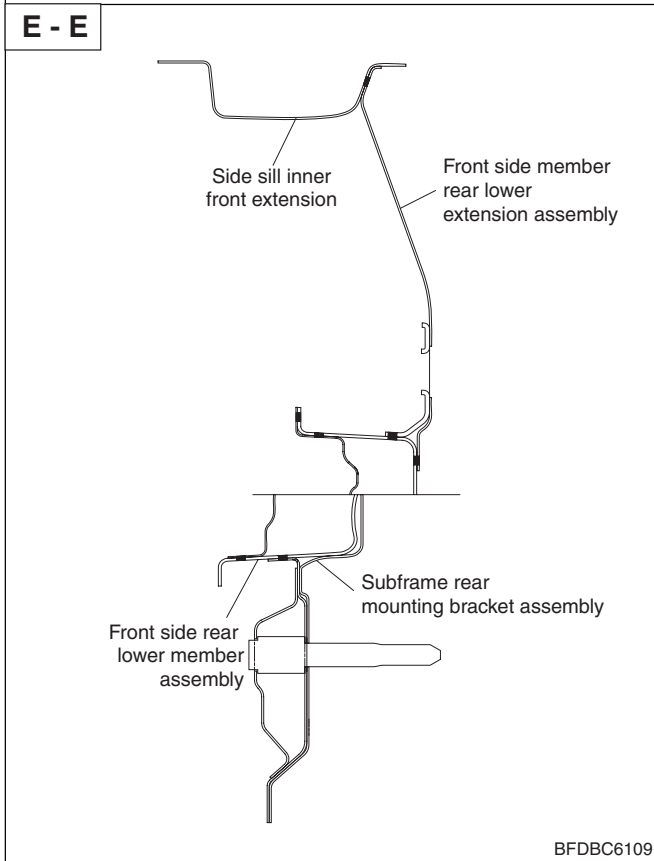 E - E
Side sill inner
front extension
Front side member
rear lower
extension assembly
Subframe rear
mounting bracket assembly
Front side rear
lower member
assembly
BFDBC6109